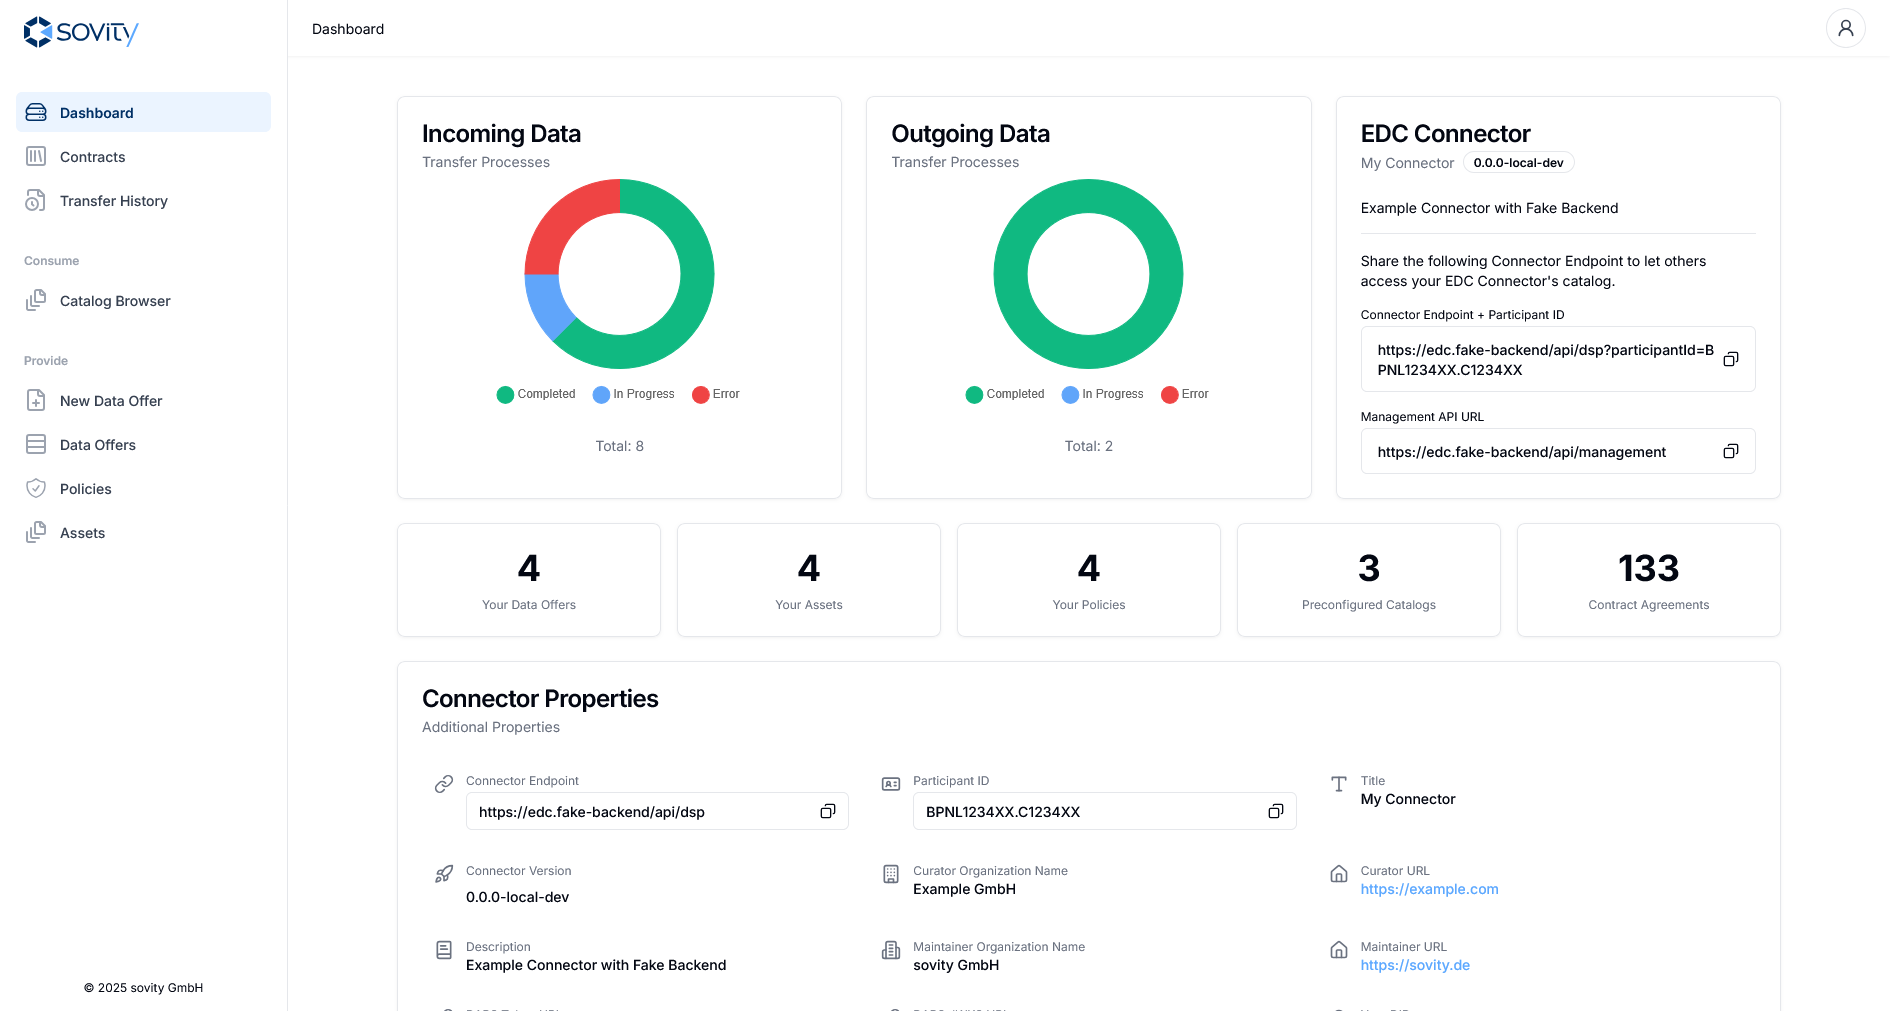 sovity
Dashboard
Dashboard
Contracts
Transfer History
Consume
Catalog Browser
Provide
New Data Offer
Data Offers
Policies
Assets
© 2025 sovity GmbH
Incoming Data
Transfer Processes
Completed In Progress Error
Total: 8
Outgoing Data
Transfer Processes
Completed In Progress Error
Total: 2
EDC Connector
My Connector 0.0.0-local-dev
Example Connector with Fake Backend
Share the following Connector Endpoint to let others
access your EDC Connector's catalog.
Connector Endpoint + Participant ID
https://edc.fake-backend/api/dsp?participantId=B
PNL1234XX.C1234XX
Management API URL
https://edc.fake-backend/api/management
4
Your Data Offers
4
Your Assets
4
Your Policies
3
Preconfigured Catalogs
133
Contract Agreements
Connector Properties
Additional Properties
Connector Endpoint
https://edc.fake-backend/api/dsp
Participant ID
BPNL1234XX.C1234XX
Title
My Connector
Connector Version
0.0.0-local-dev
Curator Organization Name
Example GmbH
Curator URL
https://example.com
Description
Example Connector with Fake Backend
Maintainer Organization Name
sovity GmbH
Maintainer URL
https://sovity.de